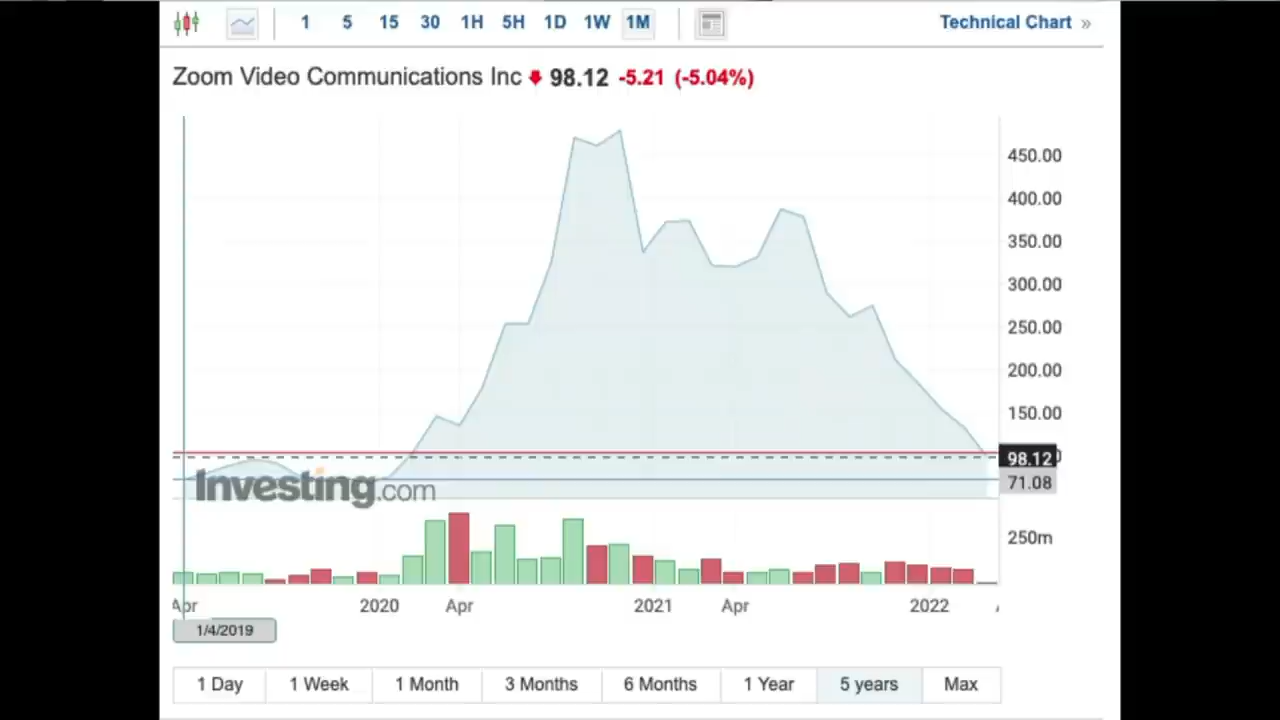 1 5 15 30 1H 5H 1D 1W 1M Technical Chart »
Zoom Video Communications Inc 98.12 -5.21 (-5.04%)
450.00
400.00
350.00
300.00
250.00
200.00
150.00
98.12
71.08
Investing.com
250m
Apr 2020 Apr 2021 Apr 2022
1/4/2019
1 Day 1 Week 1 Month 3 Months 6 Months 1 Year 5 years Max